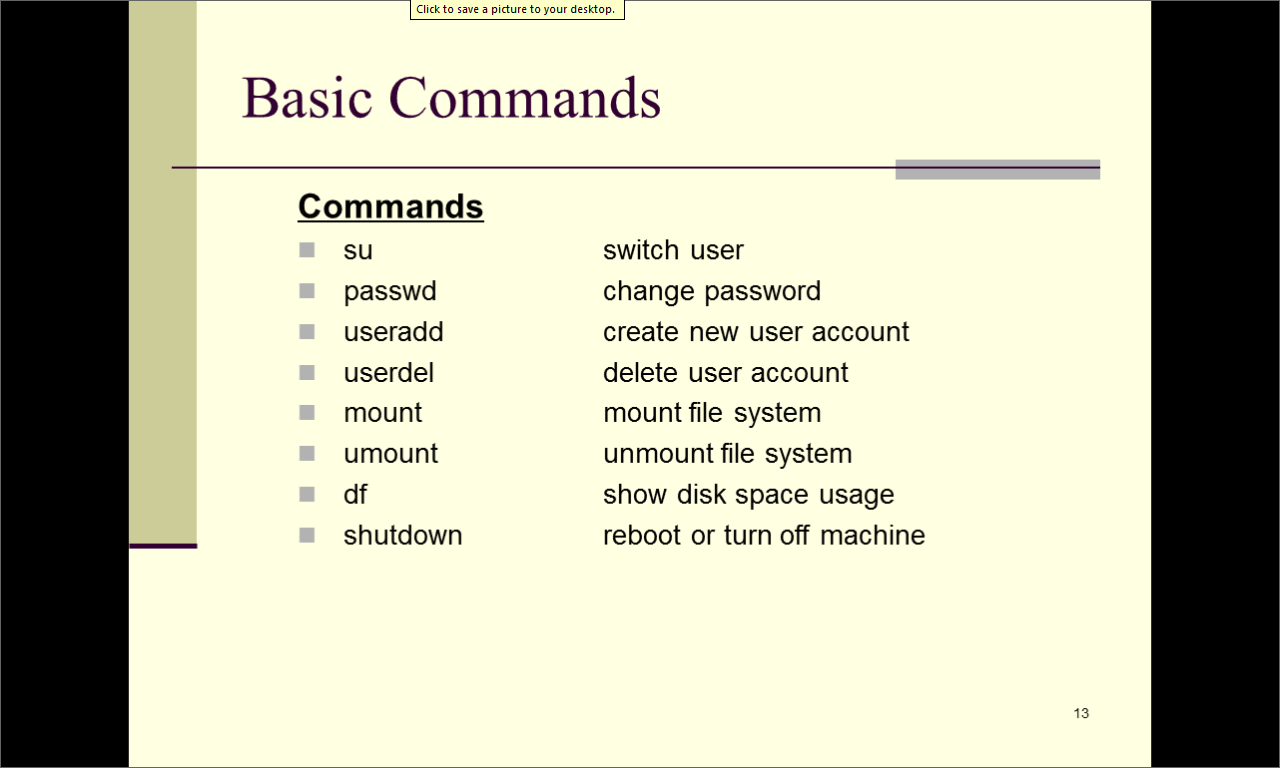 Click to save a picture to your desktop.
Basic Commands
Commands
su switch user
passwd change password
useradd create new user account
userdel delete user account
mount mount file system
umount unmount file system
df show disk space usage
shutdown reboot or turn off machine
13